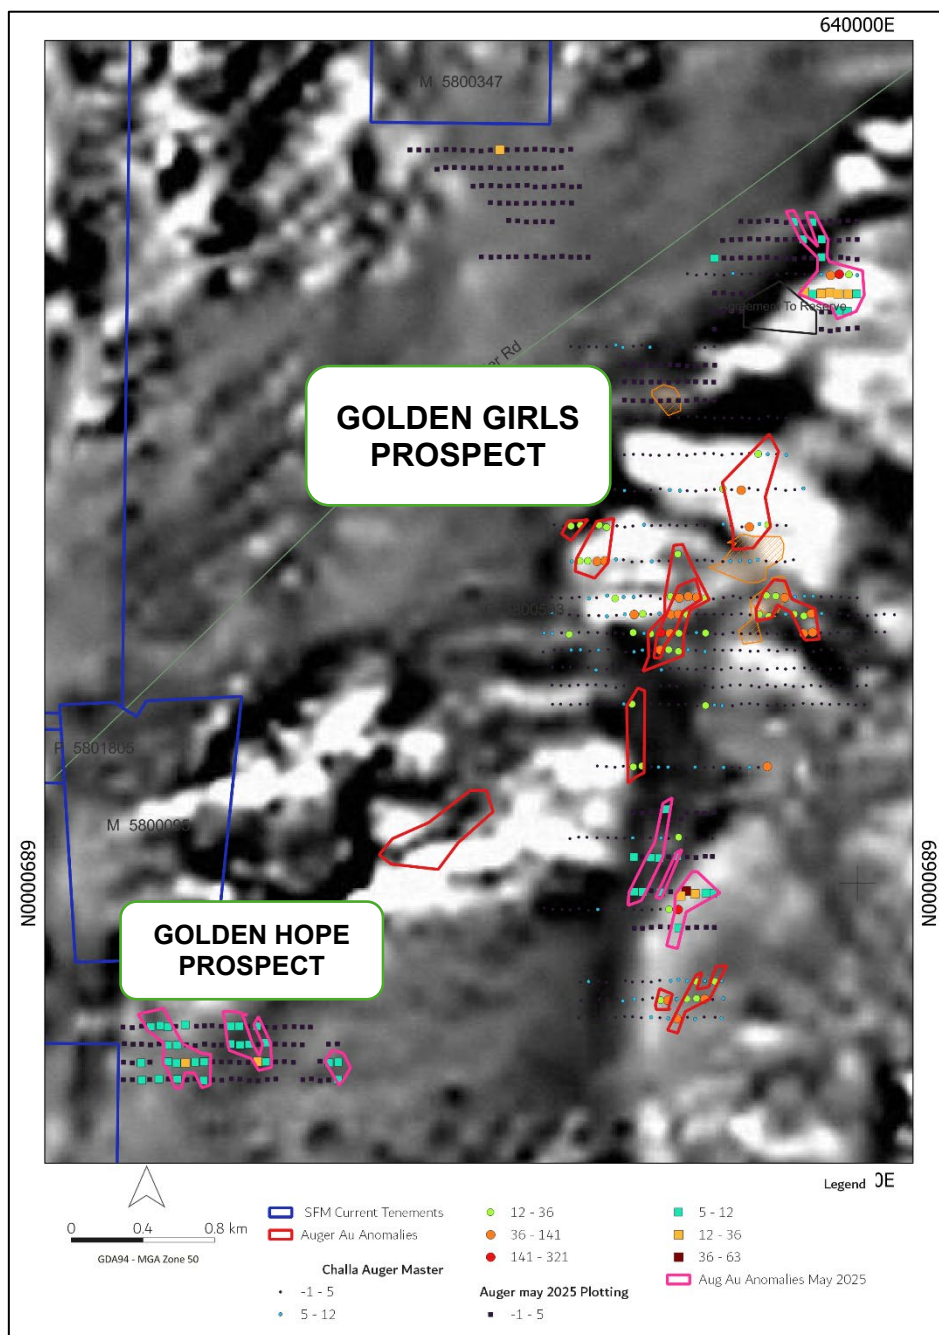 640000E
M 5800347
Agreement To Reserve
er Rd
GOLDEN GIRLS
PROSPECT
P 5801805
M 5800095
N0000689
N0000689
GOLDEN HOPE
PROSPECT
0E
Legend
0 0.4 0.8 km
GDA94 - MGA Zone 50
SFM Current Tenements
Auger Au Anomalies
Challa Auger Master
-1 - 5
5 - 12
12 - 36
36 - 141
141 - 321
Auger may 2025 Plotting
-1 - 5
5 - 12
12 - 36
36 - 63
Aug Au Anomalies May 2025